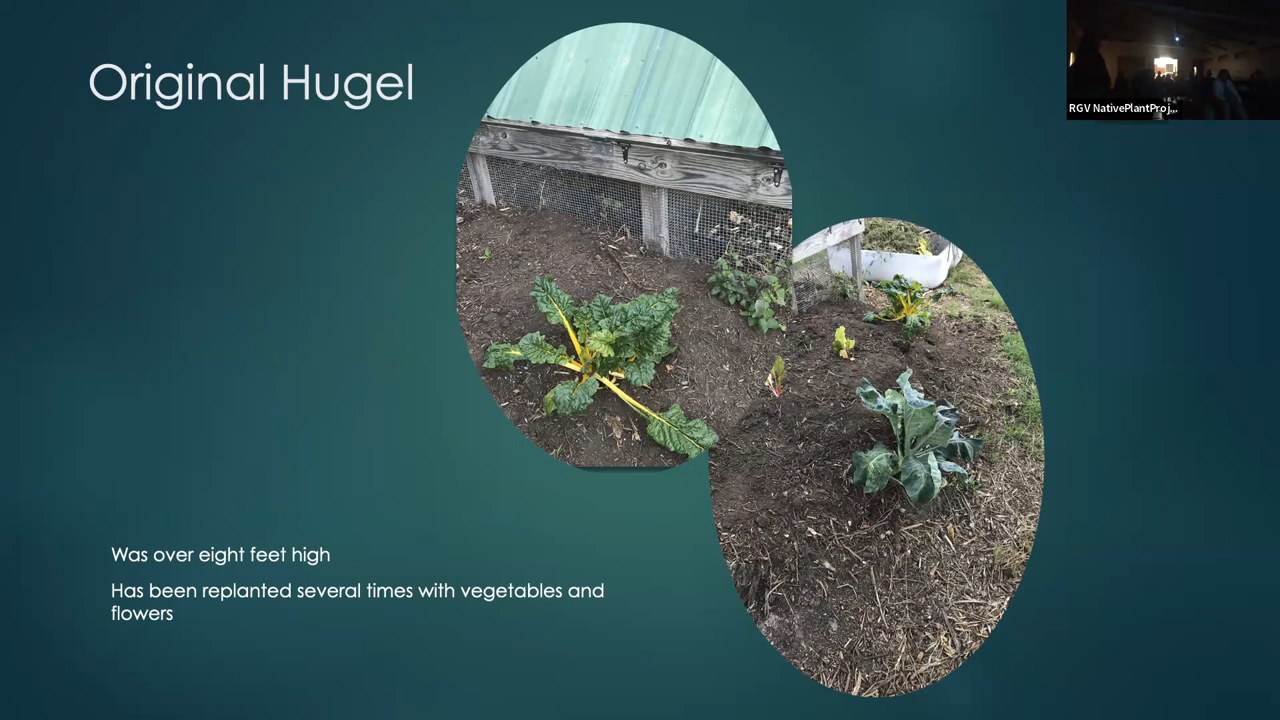 Original Hugel
RGV NativePlantProj...
Was over eight feet high
Has been replanted several times with vegetables and
flowers